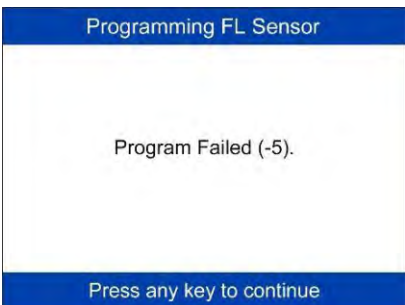 Programming FL Sensor
Program Failed (-5).
Press any key to continue